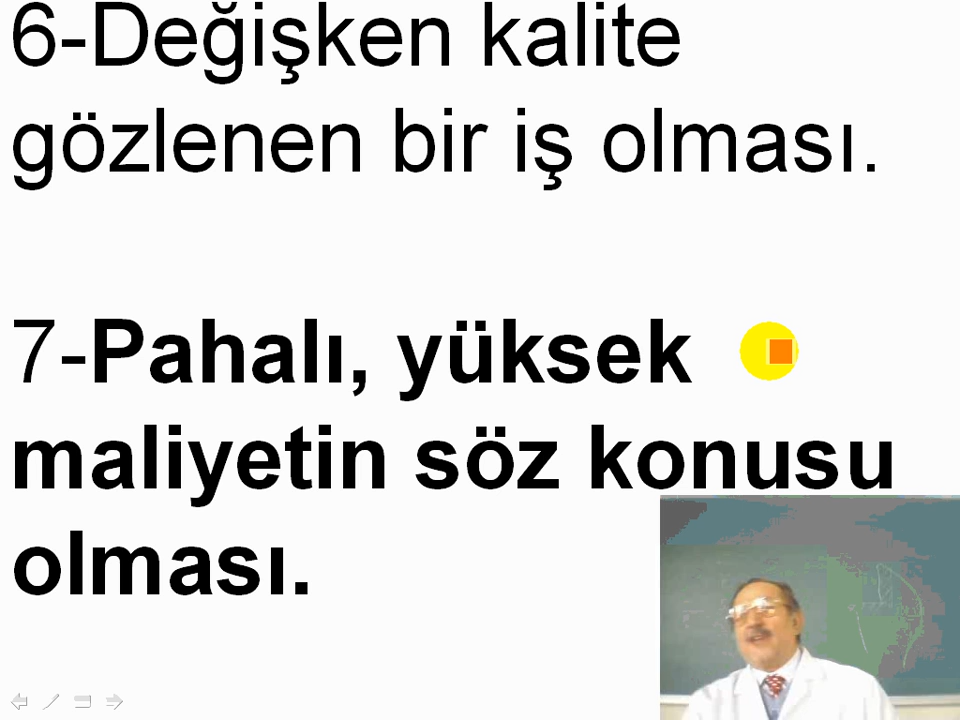 6-Değişken kalite
gözlenen bir iş olması.
7-Pahalı, yüksek
maliyetin söz konusu
olması.